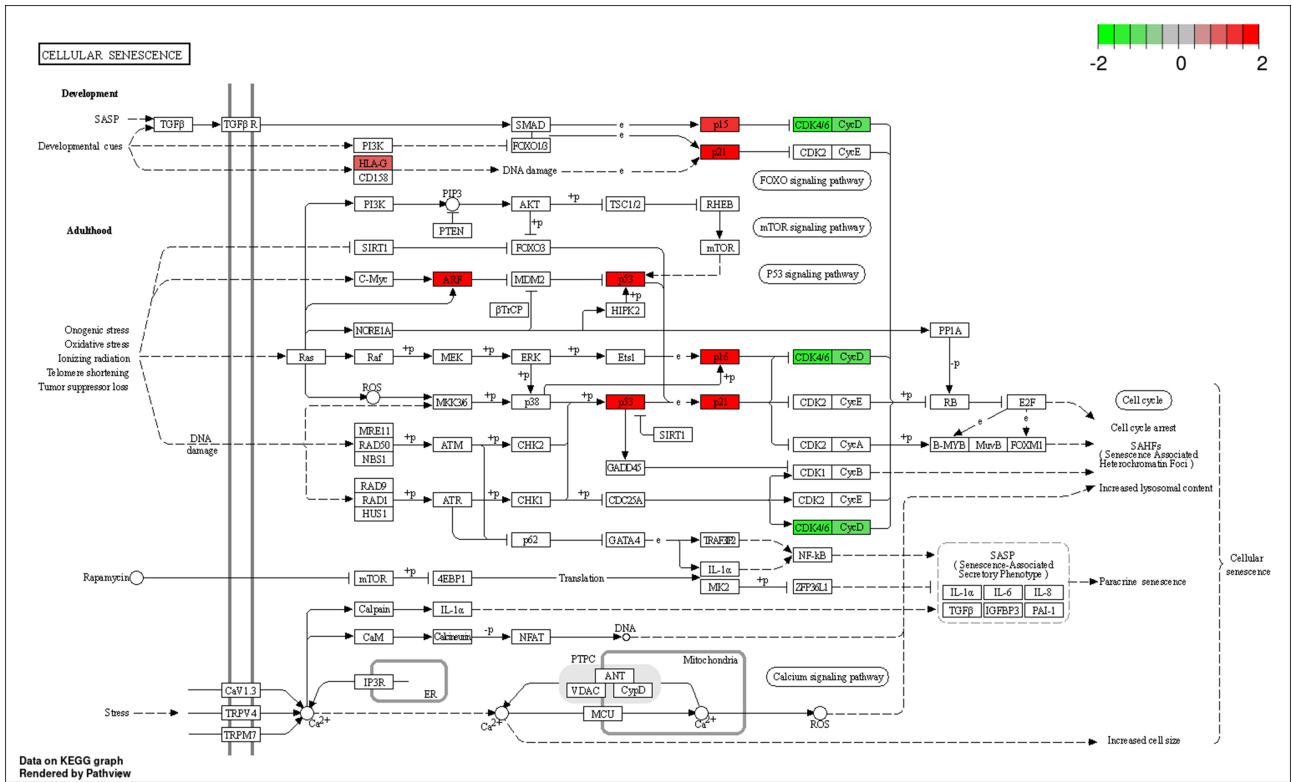 CELLULAR SENESCENCE
-2 0 2
Development
SASP
TGFβ
TGFβ R
SMAD
e
e
p15
CDK4/6 CycD
Developmental cues
PI3K
FOXO1/3
p21
CDK2 CycE
HLA-G
CD158
DNA damage
e
FOXO signaling pathway
PIP3
PI3K
AKT
+p
TSC1/2
RHEB
PTEN
+p
mTOR signaling pathway
Adulthood
SIRT1
FOXO3
mTOR
P53 signaling pathway
C-Myc
ARF
MDM2
p53
+p
βTrCP
HIPK2
Onogenic stress
Oxidative stress
Ionizing radiation
Telomere shortening
Tumor suppressor loss
NORE1A
PP1A
Ras
Raf
+p
MEK
+p
ERK
+p
Ets1
e
p16
CDK4/6 CycD
-p
+p
+p
ROS
MKK3/6
+p
p38
p53
e
p21
CDK2 CycE
+p
RB
E2F
Cell cycle
e
e
Cell cycle arrest
DNA
damage
MRE11
RAD50
NBS1
+p
ATM
+p
CHK2
SIRT1
CDK2 CycA
+p
B-MYB MuvB FOXM1
SAHFs
( Senescence Associated
Heterochromatin Foci )
GADD45
CDK1 CycB
RAD9
RAD1
HUS1
+p
ATR
+p
CHK1
+p
CDC25A
CDK2 CycE
Increased lysosomal content
CDK4/6 CycD
p62
GATA4
e
TRAF3IP2
IL-1α
NF-kB
SASP
( Senescence-Associated
Secretory Phenotype )
IL-1α IL-6 IL-8
TGFβ IGFBP3 PAI-1
Paracrine senescence
Cellular
senescence
Rapamycin
mTOR
+p
4EBP1
Translation
MK2
+p
ZFP36L1
Calpain
IL-1α
CaM
Calcineurin
-p
NFAT
DNA
PTPC
ANT
VDAC CypD
Mitochondria
Calcium signaling pathway
IP3R
ER
CaV1.3
Stress
TRPV4
TRPM7
Ca2+
Ca2+
MCU
Ca2+
ROS
Increased cell size
Data on KEGG graph
Rendered by Pathview